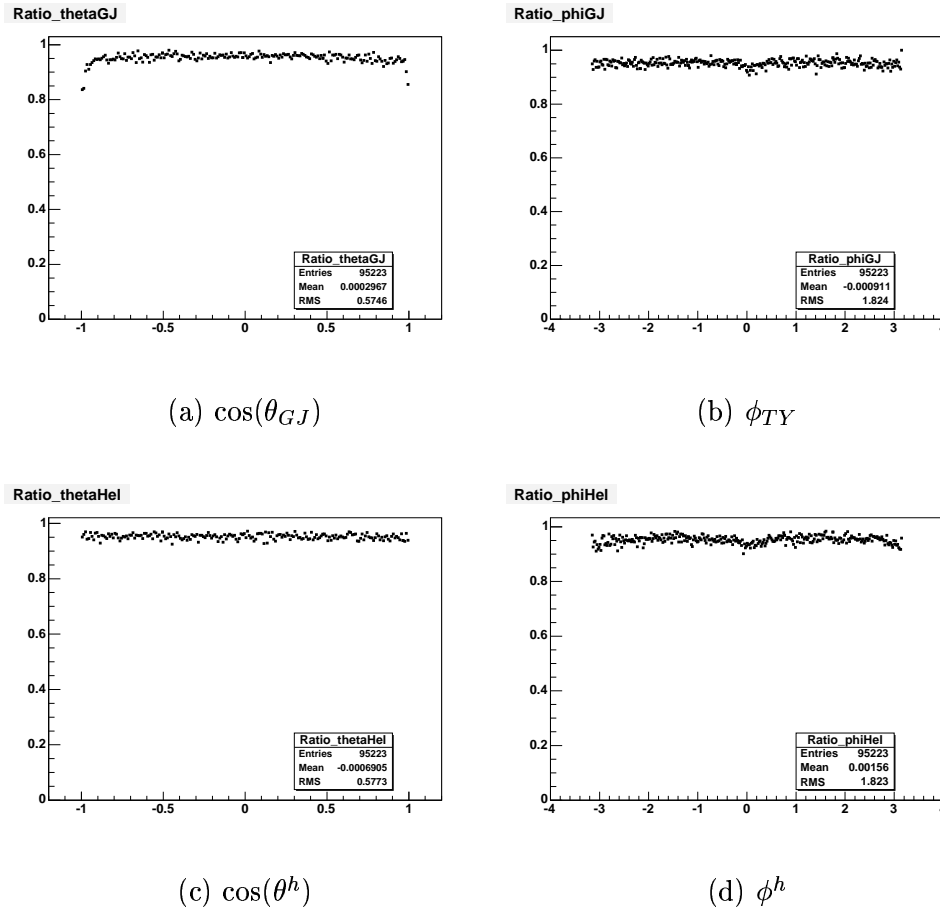 Ratio_thetaGJ
1
0.8
0.6
0.4
0.2
0
-1 -0.5 0 0.5 1
Ratio_thetaGJ
Entries 95223
Mean 0.0002967
RMS 0.5746
(a) cos(θ_{GJ})
Ratio_phiGJ
1
0.8
0.6
0.4
0.2
0
-4 -3 -2 -1 0 1 2 3
Ratio_phiGJ
Entries 95223
Mean -0.000911
RMS 1.824
(b) ϕ_{TY}
Ratio_thetaHel
1
0.8
0.6
0.4
0.2
0
-1 -0.5 0 0.5 1
Ratio_thetaHel
Entries 95223
Mean -0.0006905
RMS 0.5773
(c) cos(θ^h)
Ratio_phiHel
1
0.8
0.6
0.4
0.2
0
-4 -3 -2 -1 0 1 2 3
Ratio_phiHel
Entries 95223
Mean 0.00156
RMS 1.823
(d) ϕ^h